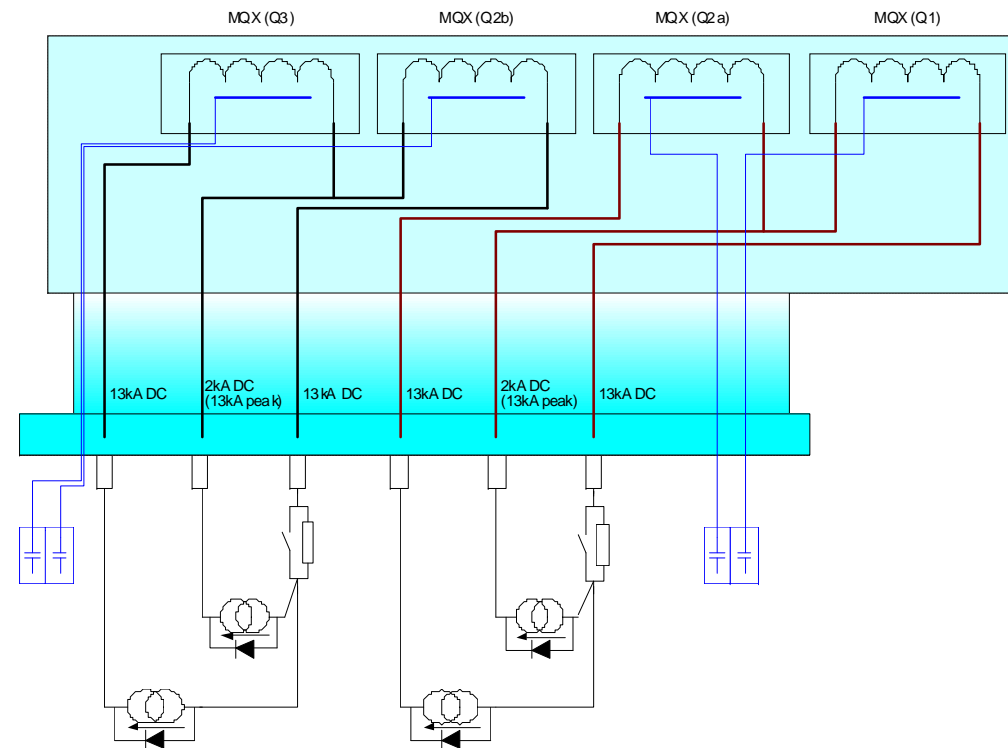 MQX (Q3)
MQX (Q2b)
MQX (Q2a)
MQX (Q1)
13kA DC
2kA DC
(13kA peak)
13kA DC
13kA DC
2kA DC
(13kA peak)
13kA DC